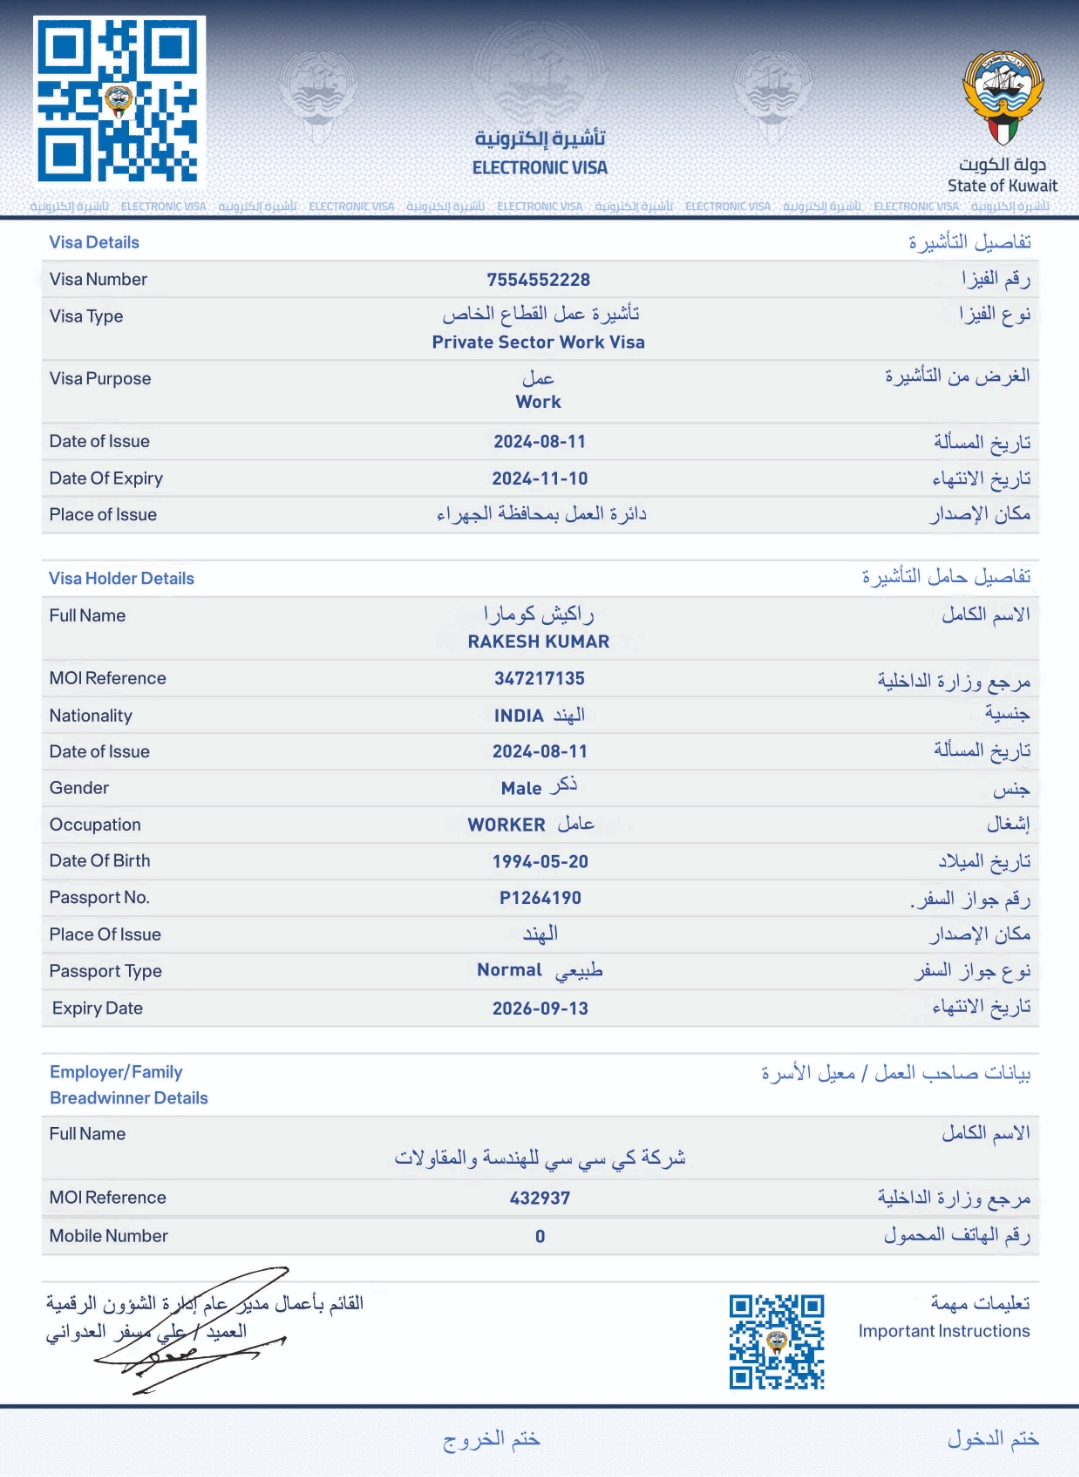 تأشيرة إلكترونية
ELECTRONIC VISA
دولة الكويت
State of Kuwait
تأشيرة إلكترونية ELECTRONIC VISA تأشيرة إلكترونية ELECTRONIC VISA تأشيرة إلكترونية ELECTRONIC VISA تأشيرة إلكترونية ELECTRONIC VISA تأشيرة إلكترونية ELECTRONIC VISA تأشيرة إلكترونية
Visa Details تفاصيل التأشيرة
Visa Number 7554552228 رقم الفيزا
Visa Type تأشيرة عمل القطاع الخاص نوع الفيزا
Private Sector Work Visa
Visa Purpose عمل الغرض من التأشيرة
Work
Date of Issue 2024-08-11 تاريخ المسألة
Date Of Expiry 2024-11-10 تاريخ الانتهاء
Place of Issue دائرة العمل بمحافظة الجهراء مكان الإصدار
Visa Holder Details تفاصيل حامل التأشيرة
Full Name راكيش كومارا الاسم الكامل
RAKESH KUMAR
MOI Reference 347217135 مرجع وزارة الداخلية
Nationality INDIA الهند جنسية
Date of Issue 2024-08-11 تاريخ المسألة
Gender Male ذكر جنس
Occupation WORKER عامل إشغال
Date Of Birth 1994-05-20 تاريخ الميلاد
Passport No. P1264190 رقم جواز السفر.
Place Of Issue الهند مكان الإصدار
Passport Type Normal طبيعي نوع جواز السفر
Expiry Date 2026-09-13 تاريخ الانتهاء
Employer/Family بيانات صاحب العمل / معيل الأسرة
Breadwinner Details
Full Name الاسم الكامل
شركة كي سي سي للهندسة والمقاولات
MOI Reference 432937 مرجع وزارة الداخلية
Mobile Number 0 رقم الهاتف المحمول
القائم بأعمال مدير عام إدارة الشؤون الرقمية
العميد / علي مسفر العدواني
تعليمات مهمة
Important Instructions
ختم الدخول
ختم الخروج